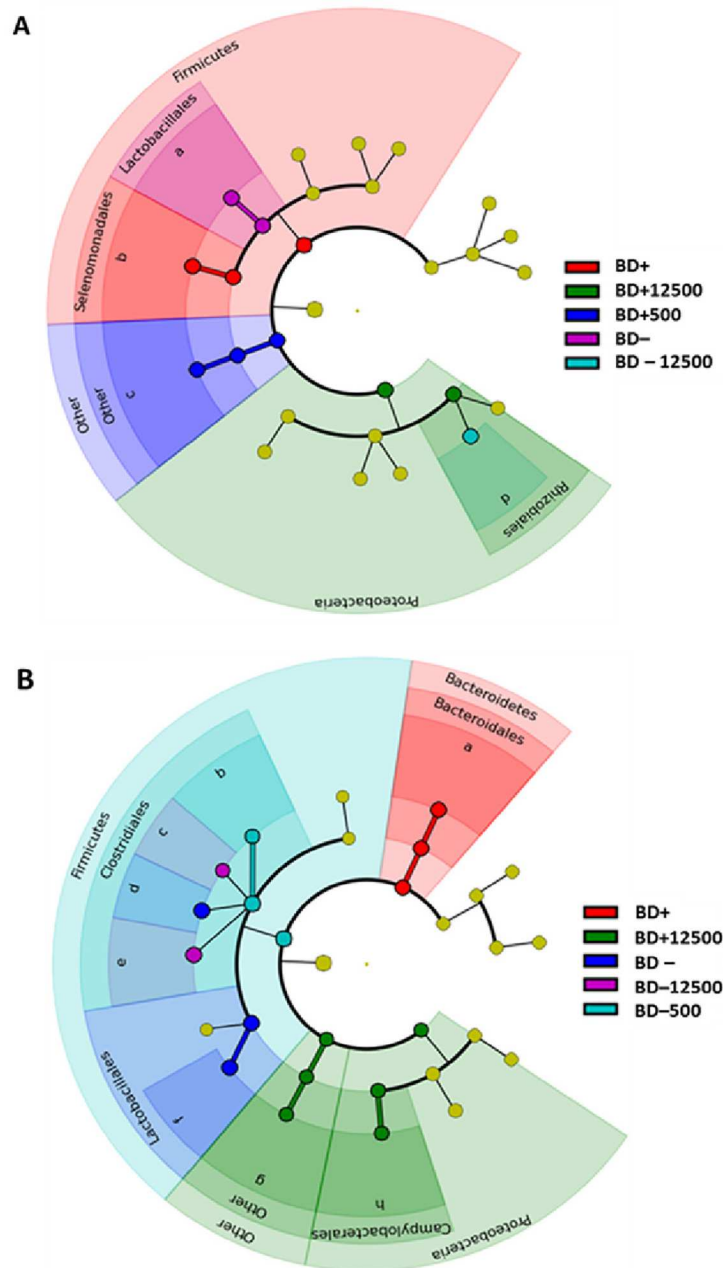 A
Firmicutes
Lactobacillales
a
Selenomonadales
b
Other
Other
c
Proteobacteria
Rhizobiales
d
BD+
BD+12500
BD+500
BD–
BD – 12500
B
Bacteroidetes
Bacteroidales
a
Firmicutes
Clostridiales
b
c
d
e
Lactobacillales
f
Other
Other
g
Campylobacterales
h
Proteobacteria
BD+
BD+12500
BD –
BD–12500
BD–500